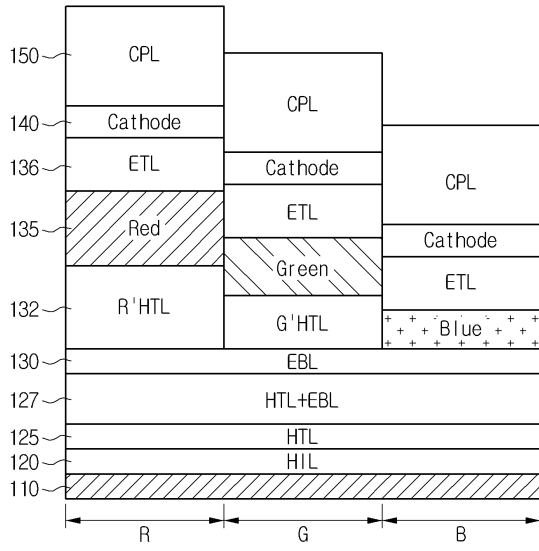 150
CPL
CPL
140
Cathode
CPL
136
ETL
Cathode
135
Red
ETL
Cathode
Green
ETL
132
R'HTL
G'HTL
Blue
130
EBL
127
HTL+EBL
125
HTL
120
HIL
110
R
G
B